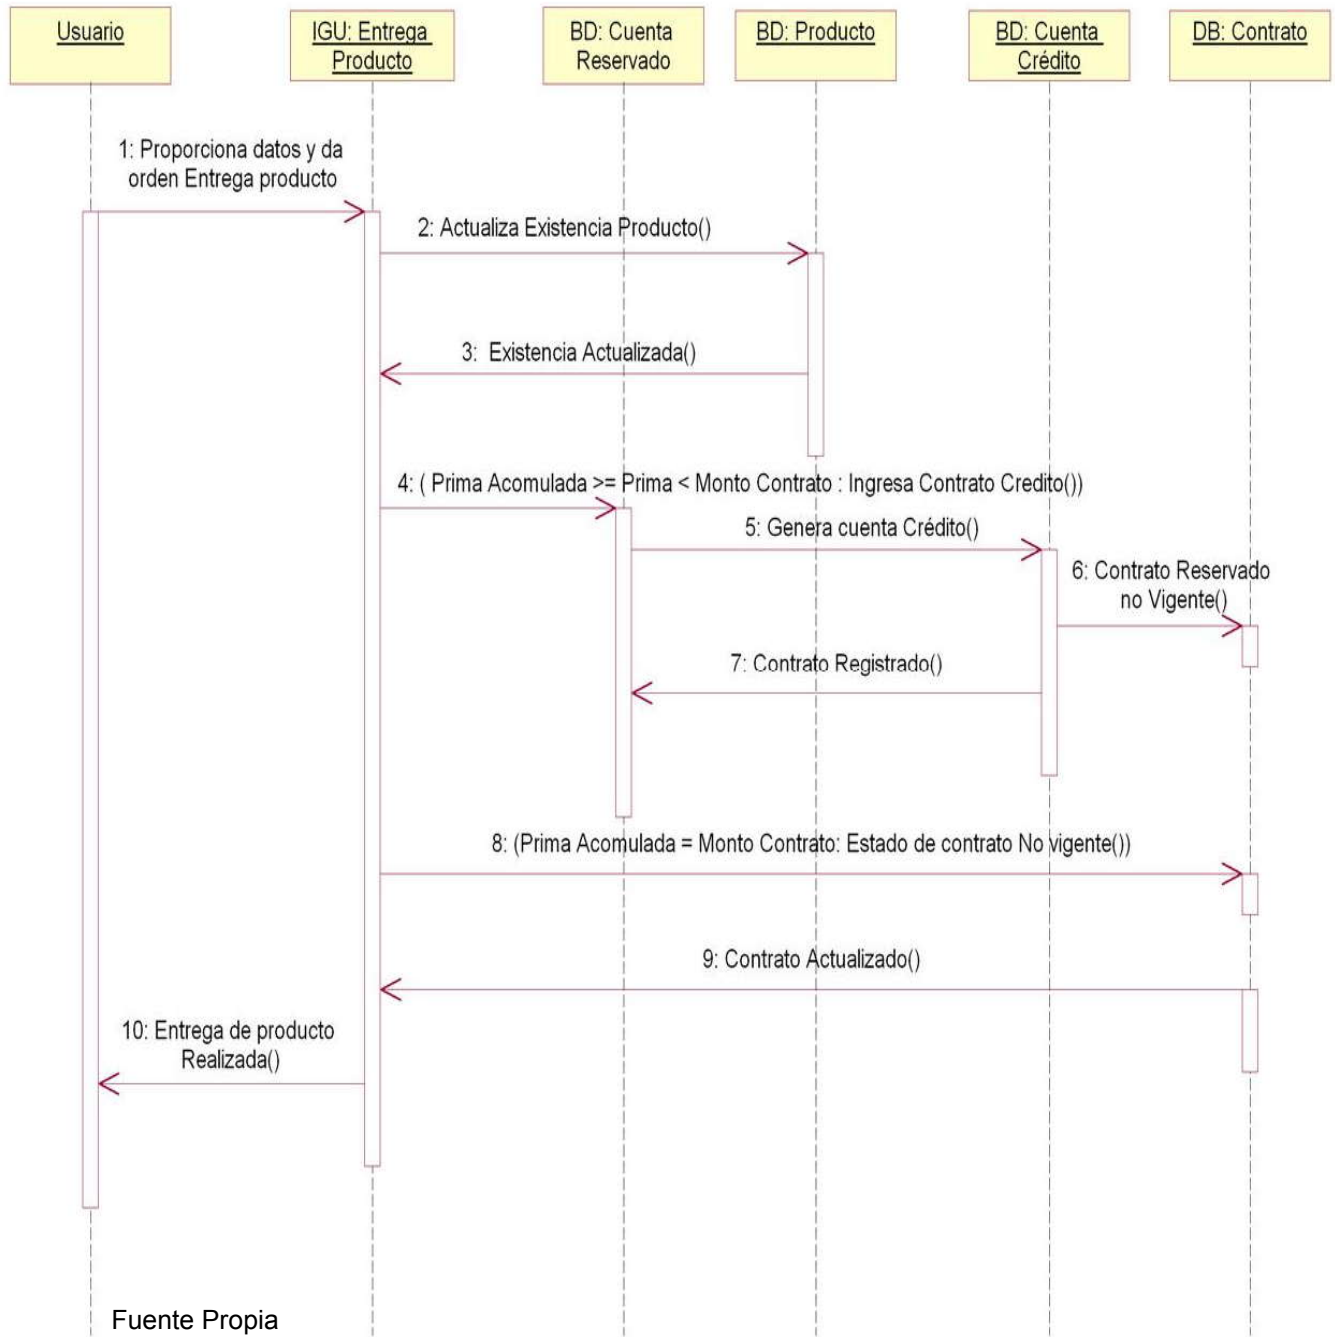 Usuario
IGU: Entrega
Producto
BD: Cuenta
Reservado
BD: Producto
BD: Cuenta
Crédito
DB: Contrato
1: Proporciona datos y da
orden Entrega producto
2: Actualiza Existencia Producto()
3: Existencia Actualizada()
4: ( Prima Acomulada >= Prima < Monto Contrato : Ingresa Contrato Credito())
5: Genera cuenta Crédito()
6: Contrato Reservado
no Vigente()
7: Contrato Registrado()
8: (Prima Acomulada = Monto Contrato: Estado de contrato No vigente())
9: Contrato Actualizado()
10: Entrega de producto
Realizada()
Fuente Propia